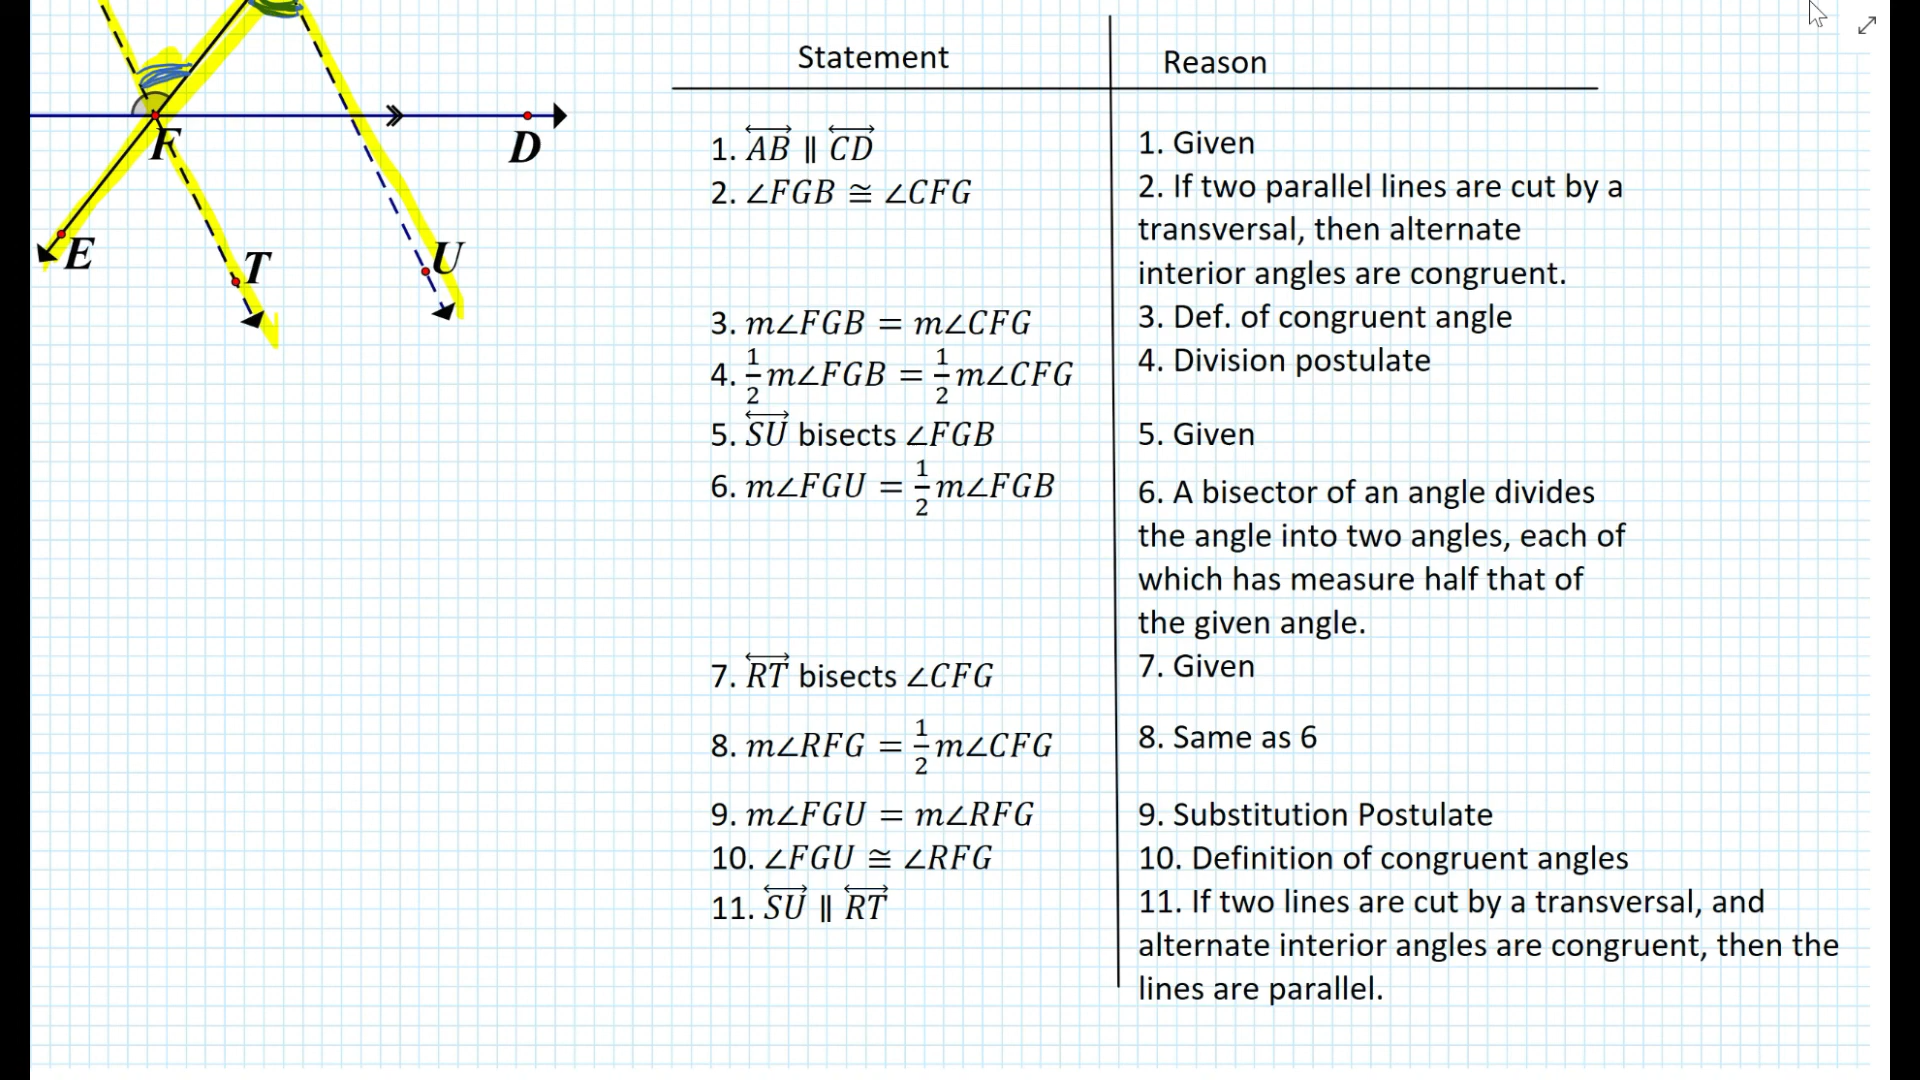 F
D
E
T
U
Statement
Reason
1. AB ∥ CD
1. Given
2. ∠FGB ≅ ∠CFG
2. If two parallel lines are cut by a
transversal, then alternate
interior angles are congruent.
3. m∠FGB = m∠CFG
3. Def. of congruent angle
4. 1/2 m∠FGB = 1/2 m∠CFG
4. Division postulate
5. SU bisects ∠FGB
5. Given
6. m∠FGU = 1/2 m∠FGB
6. A bisector of an angle divides
the angle into two angles, each of
which has measure half that of
the given angle.
7. RT bisects ∠CFG
7. Given
8. m∠RFG = 1/2 m∠CFG
8. Same as 6
9. m∠FGU = m∠RFG
9. Substitution Postulate
10. ∠FGU ≅ ∠RFG
10. Definition of congruent angles
11. SU ∥ RT
11. If two lines are cut by a transversal, and
alternate interior angles are congruent, then the
lines are parallel.